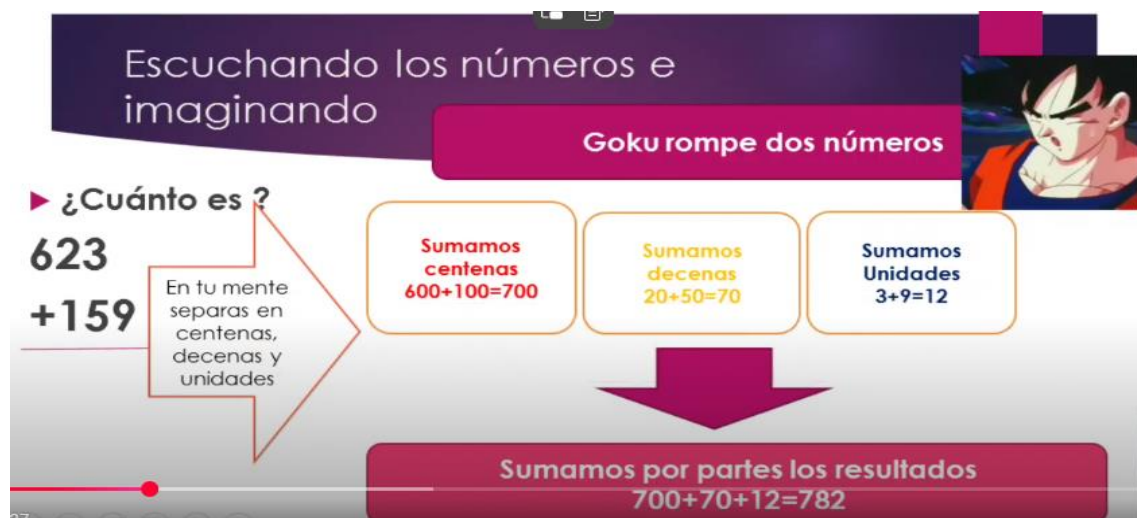 Escuchando los números e
imaginando
Goku rompe dos números
¿Cuánto es ?
623
+159
En tu mente
separas en
centenas,
decenas y
unidades
Sumamos
centenas
600+100=700
Sumamos
decenas
20+50=70
Sumamos
Unidades
3+9=12
Sumamos por partes los resultados
700+70+12=782